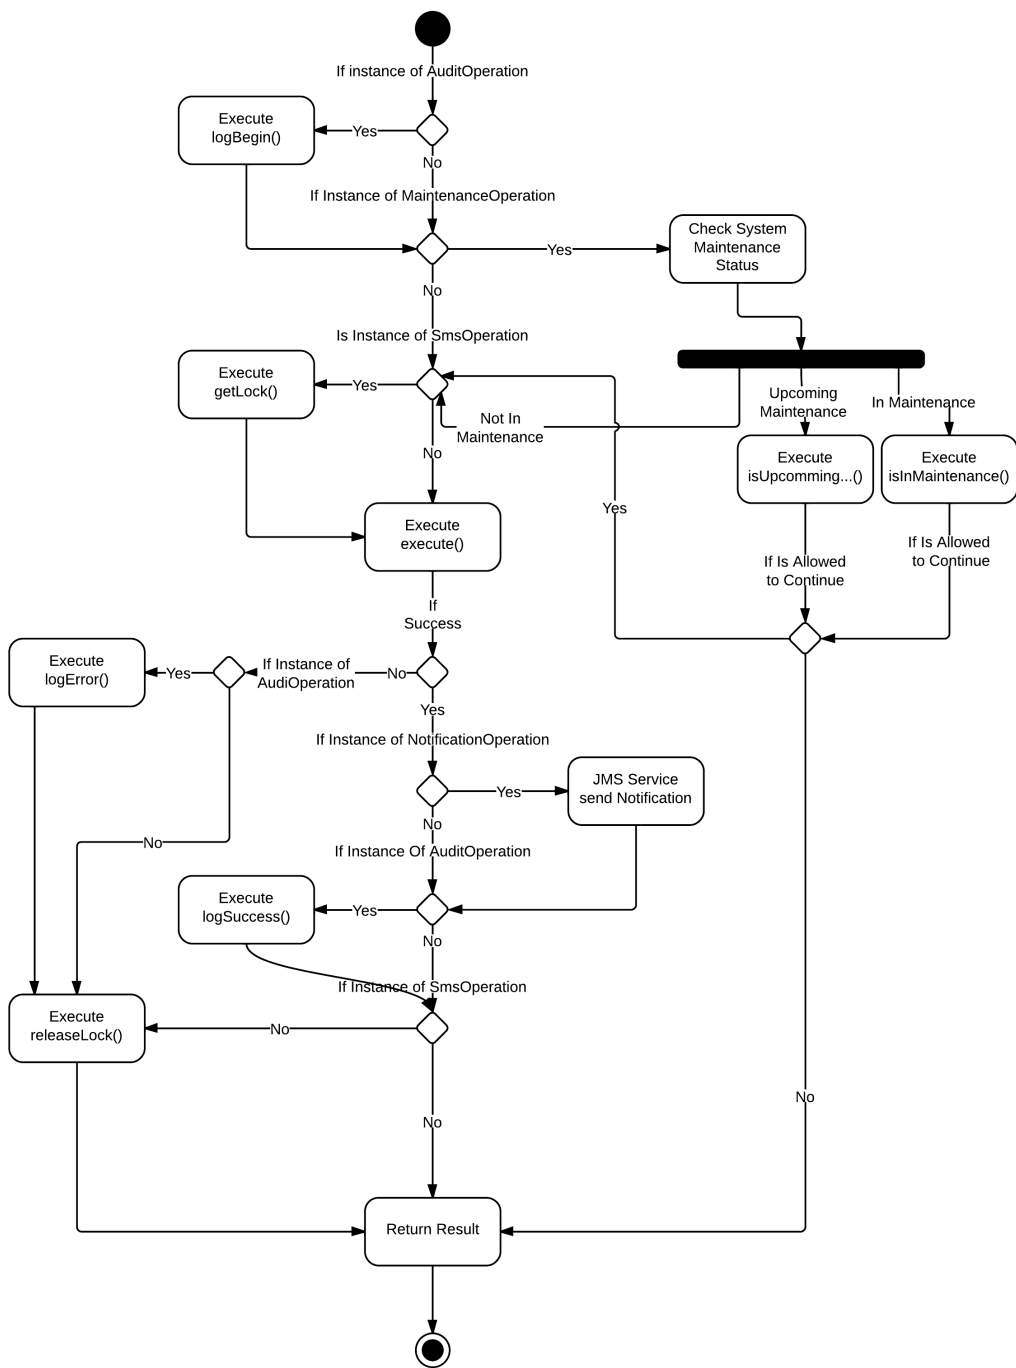 If instance of AuditOperation
Execute
logBegin()
Yes
No
If Instance of MaintenanceOperation
Yes
Check System
Maintenance
Status
No
Is Instance of SmsOperation
Execute
getLock()
Yes
Not In
Maintenance
Upcoming
Maintenance
In Maintenance
No
Execute
isUpcomming...()
Execute
isInMaintenance()
Yes
Execute
execute()
If Is Allowed
to Continue
If Is Allowed
to Continue
If
Success
Execute
logError()
Yes
If Instance of
AudiOperation
No
Yes
If Instance of NotificationOperation
Yes
JMS Service
send Notification
No
No
If Instance Of AuditOperation
Execute
logSuccess()
Yes
No
If Instance of SmsOperation
Execute
releaseLock()
No
No
No
Return Result